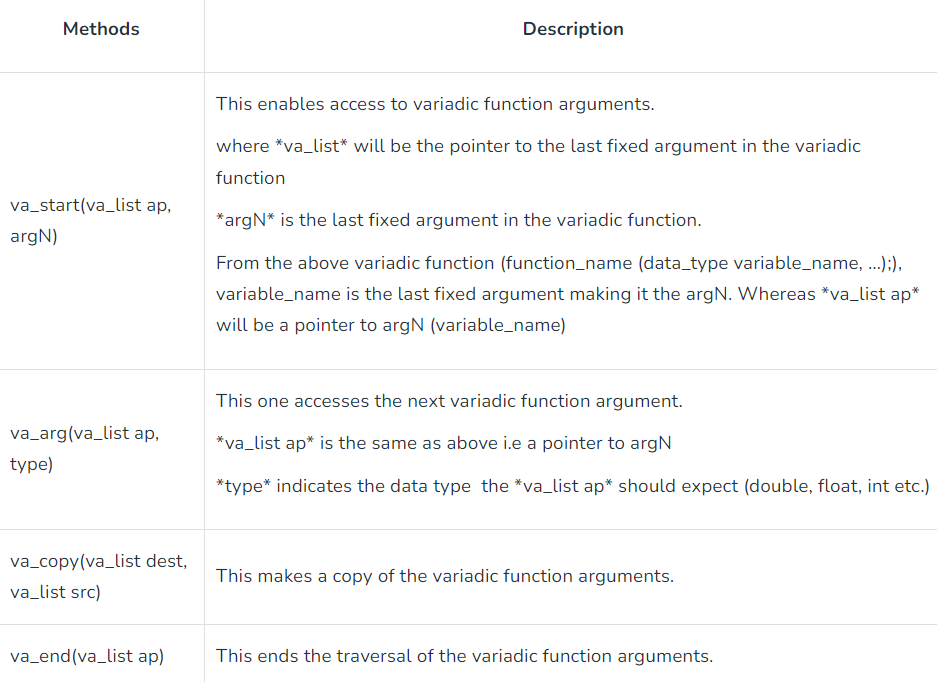 Methods
Description
va_start(va_list ap,
argN)
This enables access to variadic function arguments.
where *va_list* will be the pointer to the last fixed argument in the variadic
function
*argN* is the last fixed argument in the variadic function.
From the above variadic function (function_name (data_type variable_name, ...);),
variable_name is the last fixed argument making it the argN. Whereas *va_list ap*
will be a pointer to argN (variable_name)
va_arg(va_list ap,
type)
This one accesses the next variadic function argument.
*va_list ap* is the same as above i.e a pointer to argN
*type* indicates the data type  the *va_list ap* should expect (double, float, int etc.)
va_copy(va_list dest,
va_list src)
This makes a copy of the variadic function arguments.
va_end(va_list ap)
This ends the traversal of the variadic function arguments.